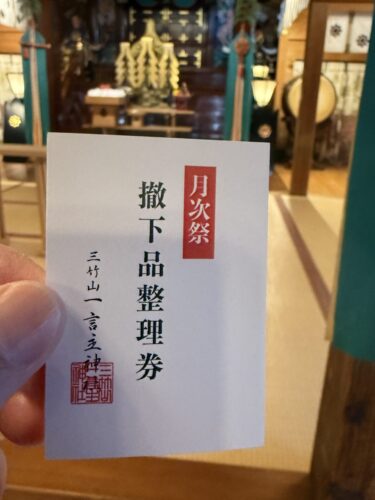 月次祭
撤下品整理券
三竹山一言主神社